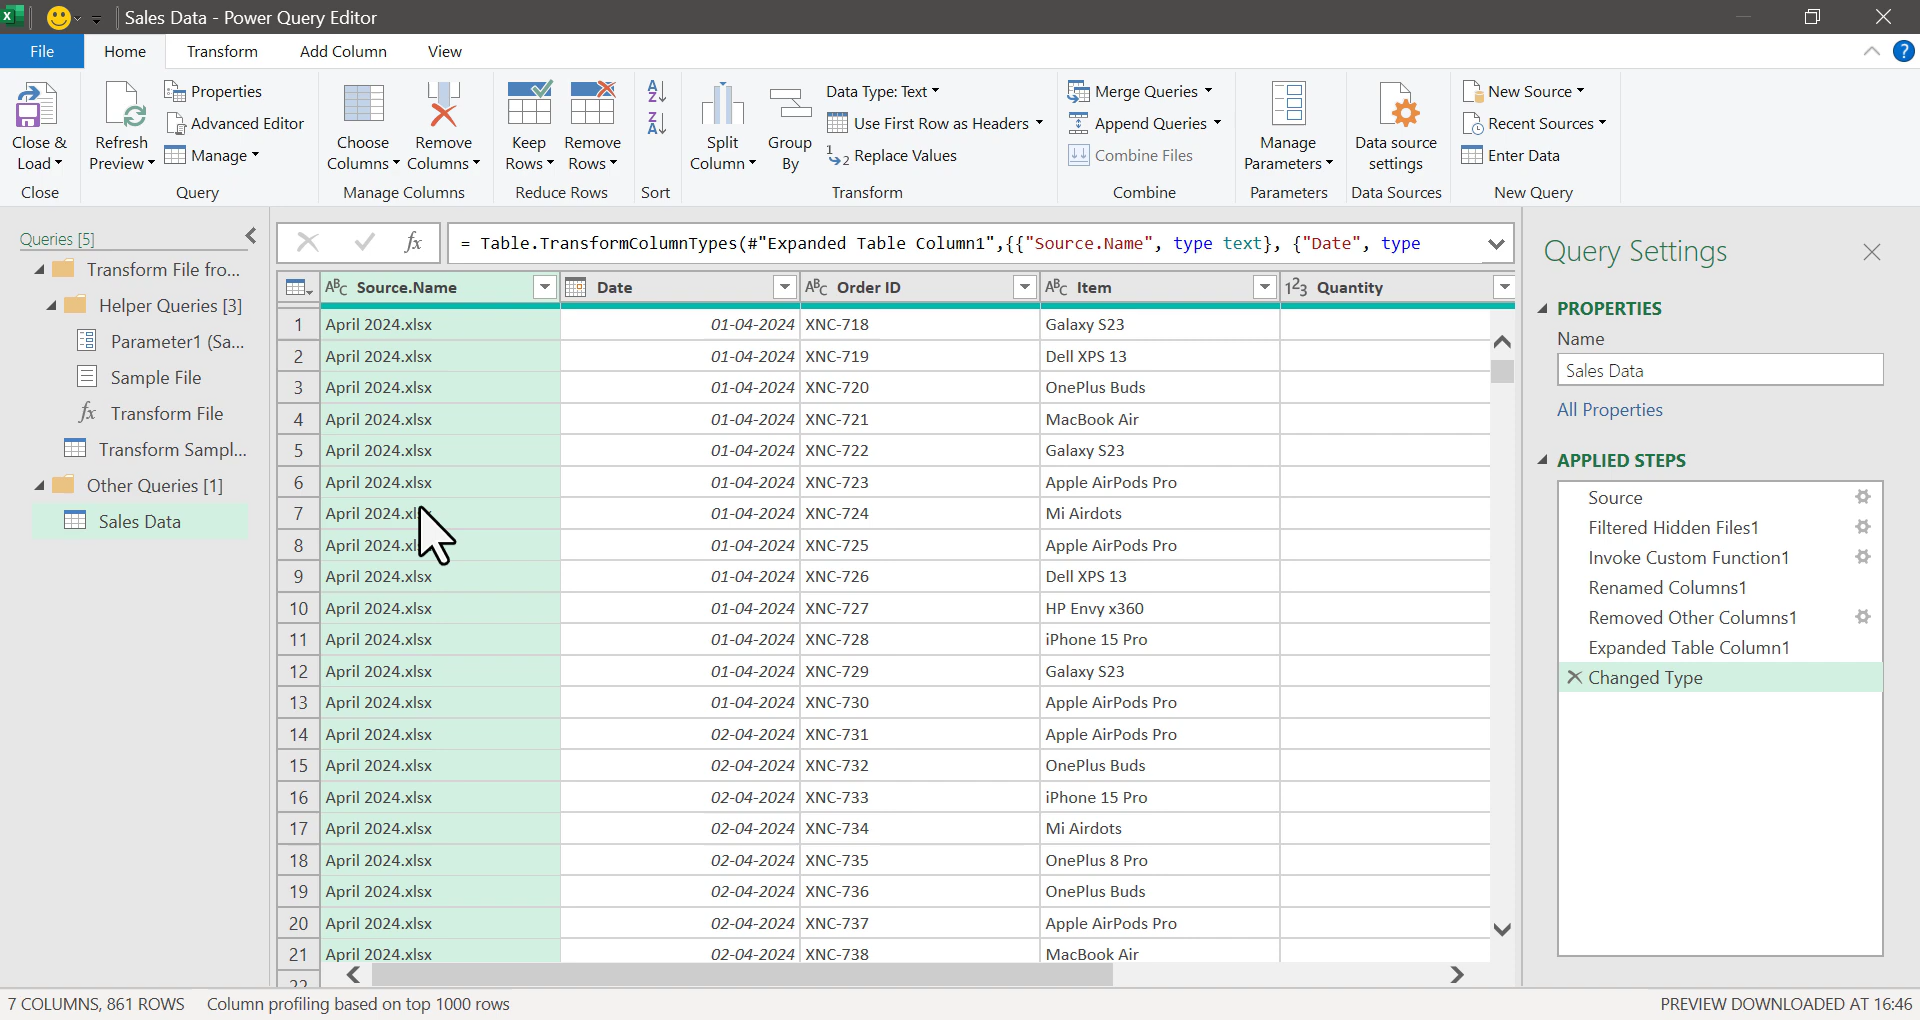 Sales Data - Power Query Editor
File Home Transform Add Column View
Close & Load
Close
Refresh Preview
Properties
Advanced Editor
Manage
Query
Choose Columns
Remove Columns
Manage Columns
Keep Rows
Remove Rows
Reduce Rows
Sort
Split Column
Group By
Data Type: Text
Use First Row as Headers
Replace Values
Transform
Merge Queries
Append Queries
Combine Files
Combine
Manage Parameters
Parameters
Data source settings
Data Sources
New Source
Recent Sources
Enter Data
New Query
Queries [5]
Transform File fro...
Helper Queries [3]
Parameter1 (Sa...
Sample File
fx Transform File
Transform Sampl...
Other Queries [1]
Sales Data
fx = Table.TransformColumnTypes(#"Expanded Table Column1",{{"Source.Name", type text}, {"Date", type
ABC Source.Name Date ABC Order ID ABC Item 123 Quantity
1 April 2024.xlsx 01-04-2024 XNC-718 Galaxy S23
2 April 2024.xlsx 01-04-2024 XNC-719 Dell XPS 13
3 April 2024.xlsx 01-04-2024 XNC-720 OnePlus Buds
4 April 2024.xlsx 01-04-2024 XNC-721 MacBook Air
5 April 2024.xlsx 01-04-2024 XNC-722 Galaxy S23
6 April 2024.xlsx 01-04-2024 XNC-723 Apple AirPods Pro
7 April 2024.xlsx 01-04-2024 XNC-724 Mi Airdots
8 April 2024.xlsx 01-04-2024 XNC-725 Apple AirPods Pro
9 April 2024.xlsx 01-04-2024 XNC-726 Dell XPS 13
10 April 2024.xlsx 01-04-2024 XNC-727 HP Envy x360
11 April 2024.xlsx 01-04-2024 XNC-728 iPhone 15 Pro
12 April 2024.xlsx 01-04-2024 XNC-729 Galaxy S23
13 April 2024.xlsx 01-04-2024 XNC-730 Apple AirPods Pro
14 April 2024.xlsx 02-04-2024 XNC-731 Apple AirPods Pro
15 April 2024.xlsx 02-04-2024 XNC-732 OnePlus Buds
16 April 2024.xlsx 02-04-2024 XNC-733 iPhone 15 Pro
17 April 2024.xlsx 02-04-2024 XNC-734 Mi Airdots
18 April 2024.xlsx 02-04-2024 XNC-735 OnePlus 8 Pro
19 April 2024.xlsx 02-04-2024 XNC-736 OnePlus Buds
20 April 2024.xlsx 02-04-2024 XNC-737 Apple AirPods Pro
21 April 2024.xlsx 02-04-2024 XNC-738 MacBook Air
22
Query Settings
PROPERTIES
Name
Sales Data
All Properties
APPLIED STEPS
Source
Filtered Hidden Files1
Invoke Custom Function1
Renamed Columns1
Removed Other Columns1
Expanded Table Column1
Changed Type
7 COLUMNS, 861 ROWS Column profiling based on top 1000 rows
PREVIEW DOWNLOADED AT 16:46